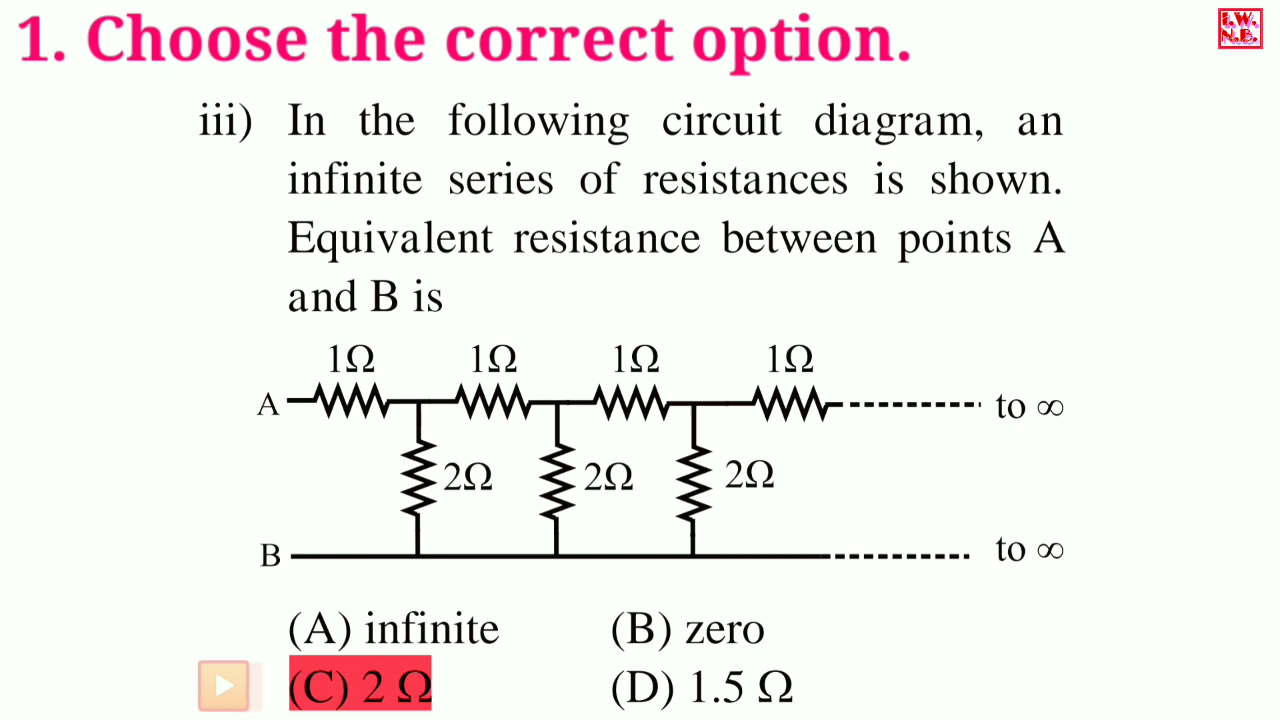 1. Choose the correct option.
I.W.
N.B.
iii) In the following circuit diagram, an
infinite series of resistances is shown.
Equivalent resistance between points A
and B is
1Ω 1Ω 1Ω 1Ω
A to ∞
2Ω 2Ω 2Ω
B to ∞
(A) infinite (B) zero
(C) 2 Ω (D) 1.5 Ω